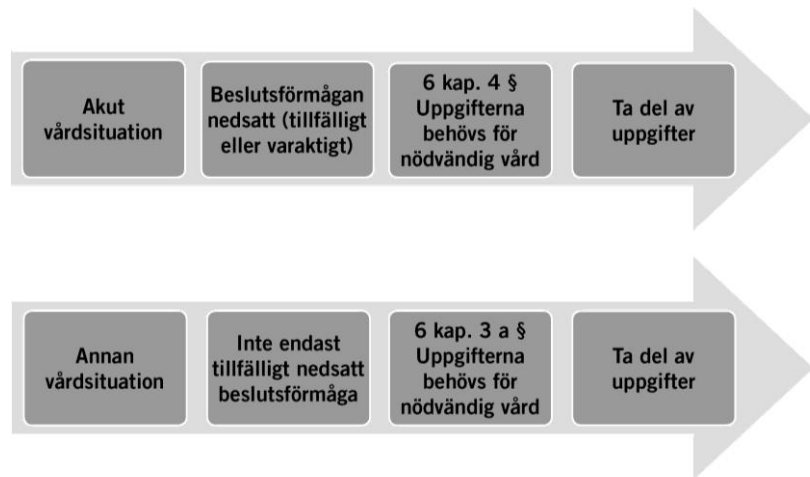 Akut
vårdsituation
Beslutsförmågan
nedsatt (tillfälligt
eller varaktigt)
6 kap. 4 §
Uppgifterna
behövs för
nödvändig vård
Ta del av
uppgifter
Annan
vårdsituation
Inte endast
tillfälligt nedsatt
beslutsförmåga
6 kap. 3 a §
Uppgifterna
behövs för
nödvändig vård
Ta del av
uppgifter